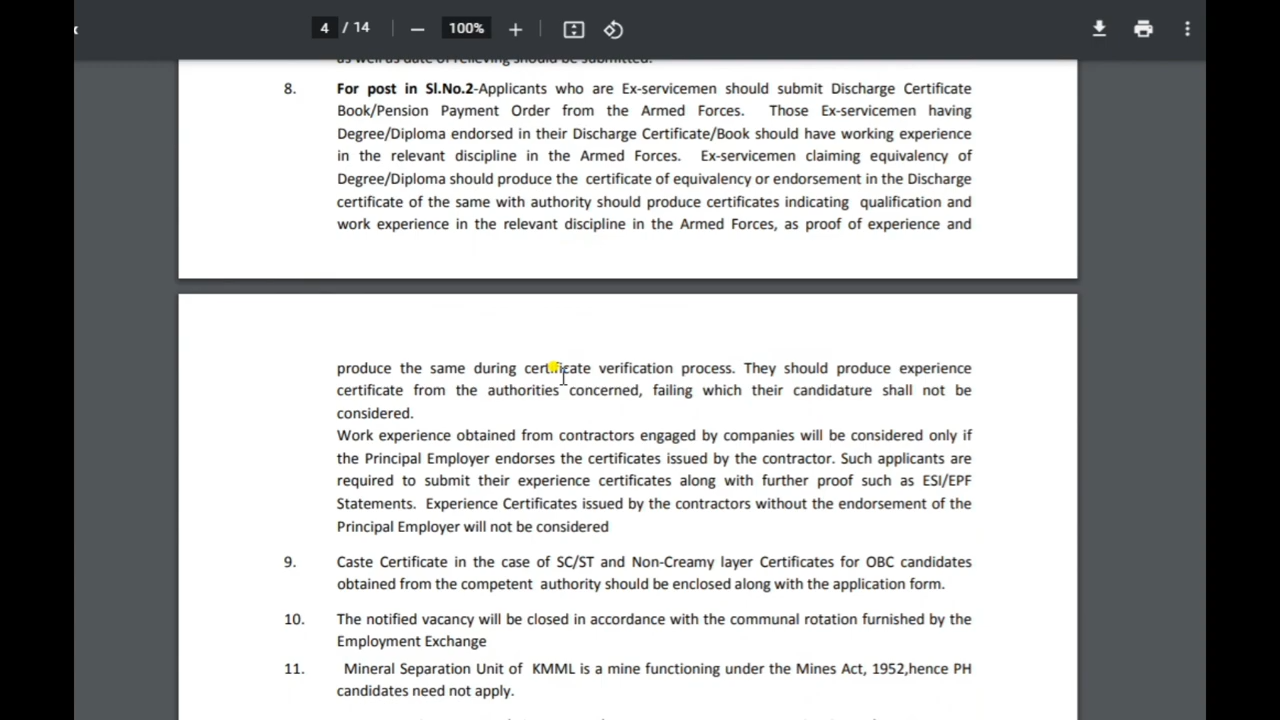 4 / 14 100%
as well as date of relieving should be submitted.
8. For post in Sl.No.2-Applicants who are Ex-servicemen should submit Discharge Certificate
Book/Pension Payment Order from the Armed Forces. Those Ex-servicemen having
Degree/Diploma endorsed in their Discharge Certificate/Book should have working experience
in the relevant discipline in the Armed Forces. Ex-servicemen claiming equivalency of
Degree/Diploma should produce the certificate of equivalency or endorsement in the Discharge
certificate of the same with authority should produce certificates indicating qualification and
work experience in the relevant discipline in the Armed Forces, as proof of experience and
produce the same during certificate verification process. They should produce experience
certificate from the authorities concerned, failing which their candidature shall not be
considered.
Work experience obtained from contractors engaged by companies will be considered only if
the Principal Employer endorses the certificates issued by the contractor. Such applicants are
required to submit their experience certificates along with further proof such as ESI/EPF
Statements. Experience Certificates issued by the contractors without the endorsement of the
Principal Employer will not be considered
9. Caste Certificate in the case of SC/ST and Non-Creamy layer Certificates for OBC candidates
obtained from the competent authority should be enclosed along with the application form.
10. The notified vacancy will be closed in accordance with the communal rotation furnished by the
Employment Exchange
11. Mineral Separation Unit of KMML is a mine functioning under the Mines Act, 1952,hence PH
candidates need not apply.